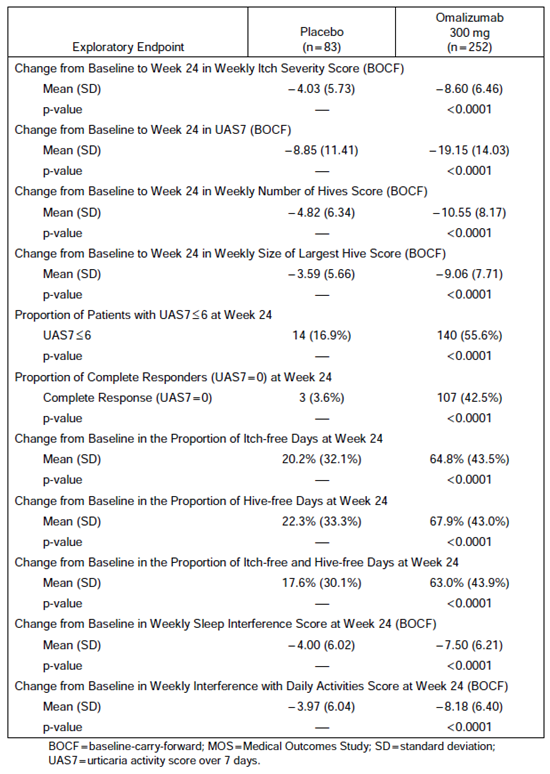 Exploratory Endpoint Placebo (n=83) Omalizumab 300 mg (n=252)
Change from Baseline to Week 24 in Weekly Itch Severity Score (BOCF)
Mean (SD) −4.03 (5.73) −8.60 (6.46)
p-value — <0.0001
Change from Baseline to Week 24 in UAS7 (BOCF)
Mean (SD) −8.85 (11.41) −19.15 (14.03)
p-value — <0.0001
Change from Baseline to Week 24 in Weekly Number of Hives Score (BOCF)
Mean (SD) −4.82 (6.34) −10.55 (8.17)
p-value — <0.0001
Change from Baseline to Week 24 in Weekly Size of Largest Hive Score (BOCF)
Mean (SD) −3.59 (5.66) −9.06 (7.71)
p-value — <0.0001
Proportion of Patients with UAS7≤6 at Week 24
UAS7≤6 14 (16.9%) 140 (55.6%)
p-value — <0.0001
Proportion of Complete Responders (UAS7=0) at Week 24
Complete Response (UAS7=0) 3 (3.6%) 107 (42.5%)
p-value — <0.0001
Change from Baseline in the Proportion of Itch-free Days at Week 24
Mean (SD) 20.2% (32.1%) 64.8% (43.5%)
p-value — <0.0001
Change from Baseline in the Proportion of Hive-free Days at Week 24
Mean (SD) 22.3% (33.3%) 67.9% (43.0%)
p-value — <0.0001
Change from Baseline in the Proportion of Itch-free and Hive-free Days at Week 24
Mean (SD) 17.6% (30.1%) 63.0% (43.9%)
p-value — <0.0001
Change from Baseline in Weekly Sleep Interference Score at Week 24 (BOCF)
Mean (SD) −4.00 (6.02) −7.50 (6.21)
p-value — <0.0001
Change from Baseline in Weekly Interference with Daily Activities Score at Week 24 (BOCF)
Mean (SD) −3.97 (6.04) −8.18 (6.40)
p-value — <0.0001
BOCF=baseline-carry-forward; MOS=Medical Outcomes Study; SD=standard deviation;
UAS7=urticaria activity score over 7 days.